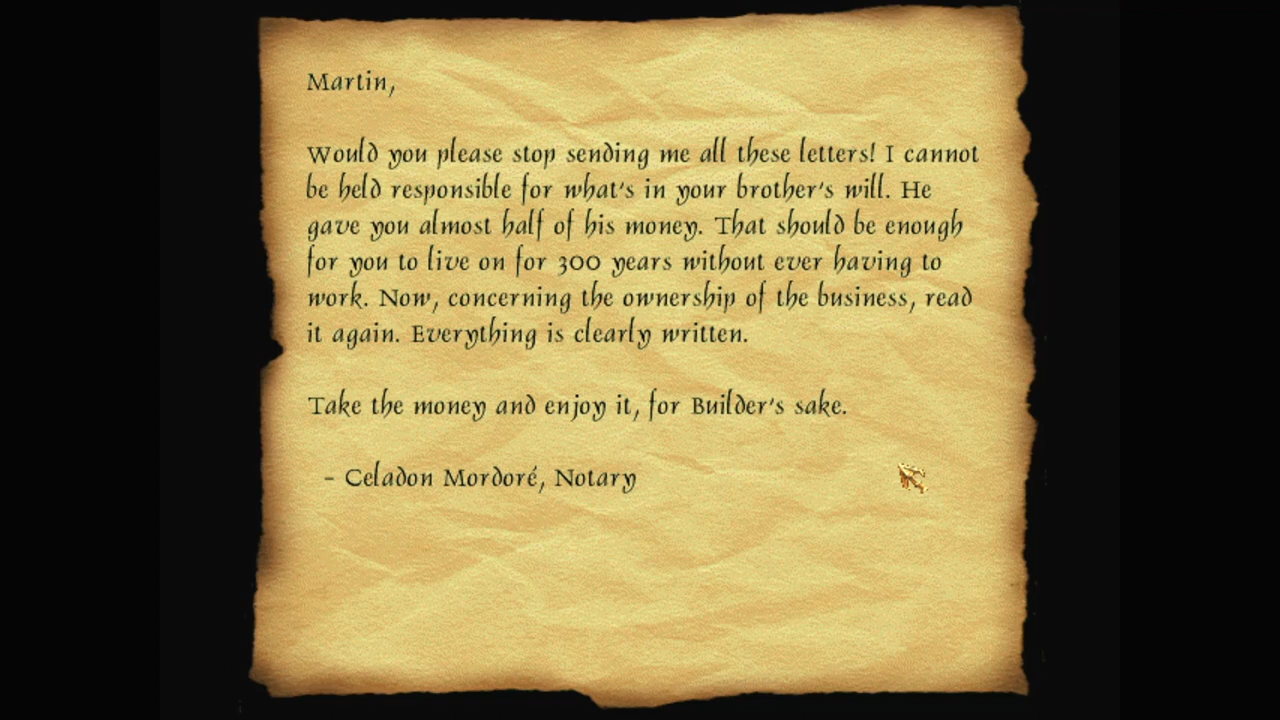 Martin,
Would you please stop sending me all these letters! I cannot
be held responsible for what's in your brother's will. He
gave you almost half of his money. That should be enough
for you to live on for 300 years without ever having to
work. Now, concerning the ownership of the business, read
it again. Everything is clearly written.
Take the money and enjoy it, for Builder's sake.
- Celadon Mordoré, Notary